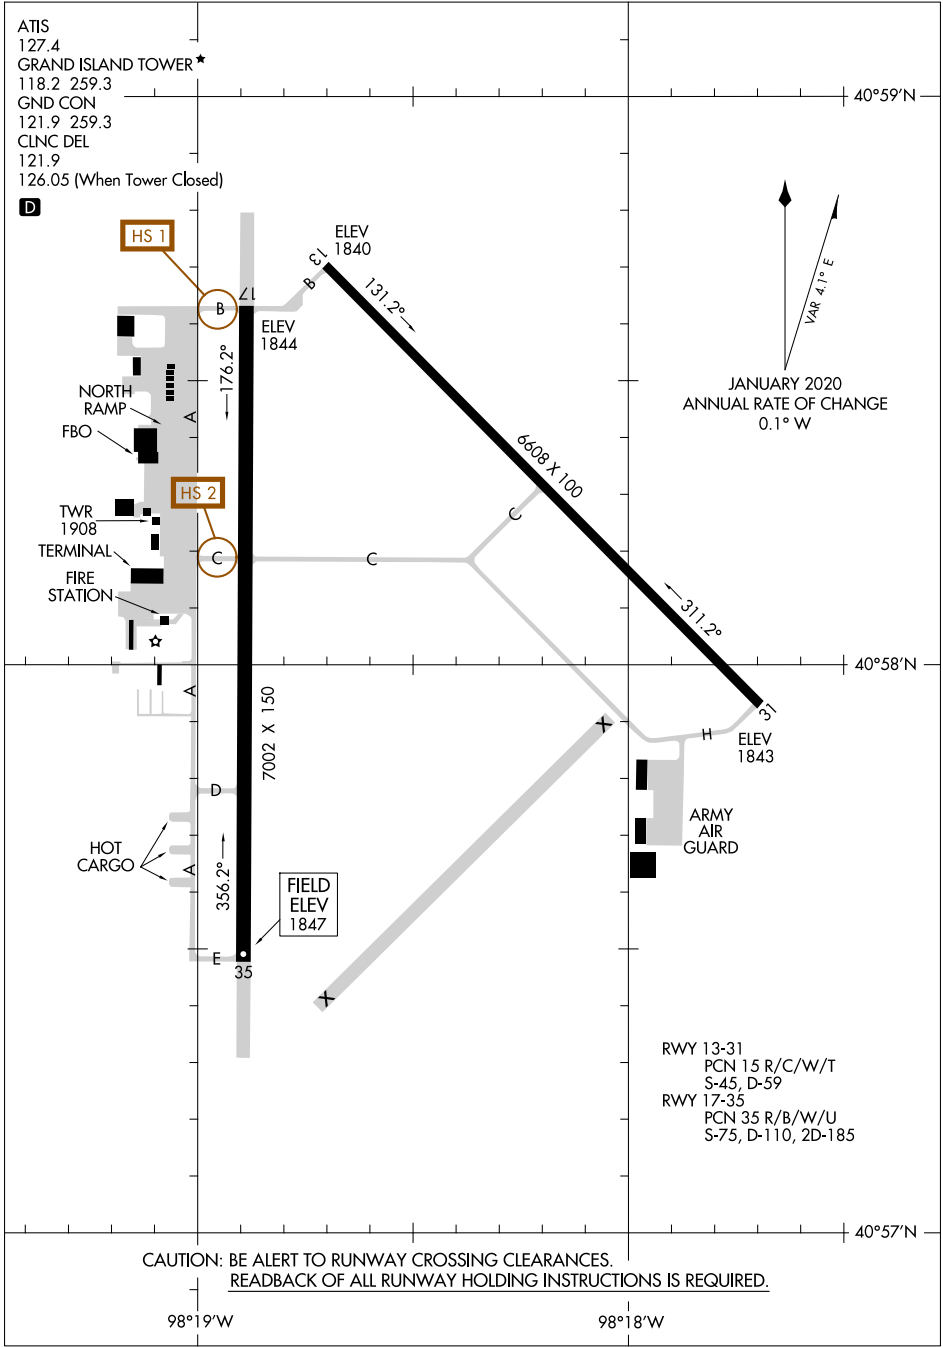 ATIS
127.4
GRAND ISLAND TOWER★
118.2 259.3
GND CON
121.9 259.3
CLNC DEL
121.9
126.05 (When Tower Closed)
D
40°59'N
HS 1
B
17
ELEV
1844
13
ELEV
1840
B
131.2°
VAR 4.1° E
JANUARY 2020
ANNUAL RATE OF CHANGE
0.1° W
176.2°
NORTH
RAMP
A
FBO
6608 X 100
HS 2
TWR
1908
C
TERMINAL
C
C
FIRE
STATION
311.2°
40°58'N
A
7002 X 150
31
X
H
ELEV
1843
D
HOT
CARGO
A
356.2°
ARMY
AIR
GUARD
FIELD
ELEV
1847
E
35
X
RWY 13-31
PCN 15 R/C/W/T
S-45, D-59
RWY 17-35
PCN 35 R/B/W/U
S-75, D-110, 2D-185
40°57'N
CAUTION: BE ALERT TO RUNWAY CROSSING CLEARANCES.
READBACK OF ALL RUNWAY HOLDING INSTRUCTIONS IS REQUIRED.
98°19'W
98°18'W